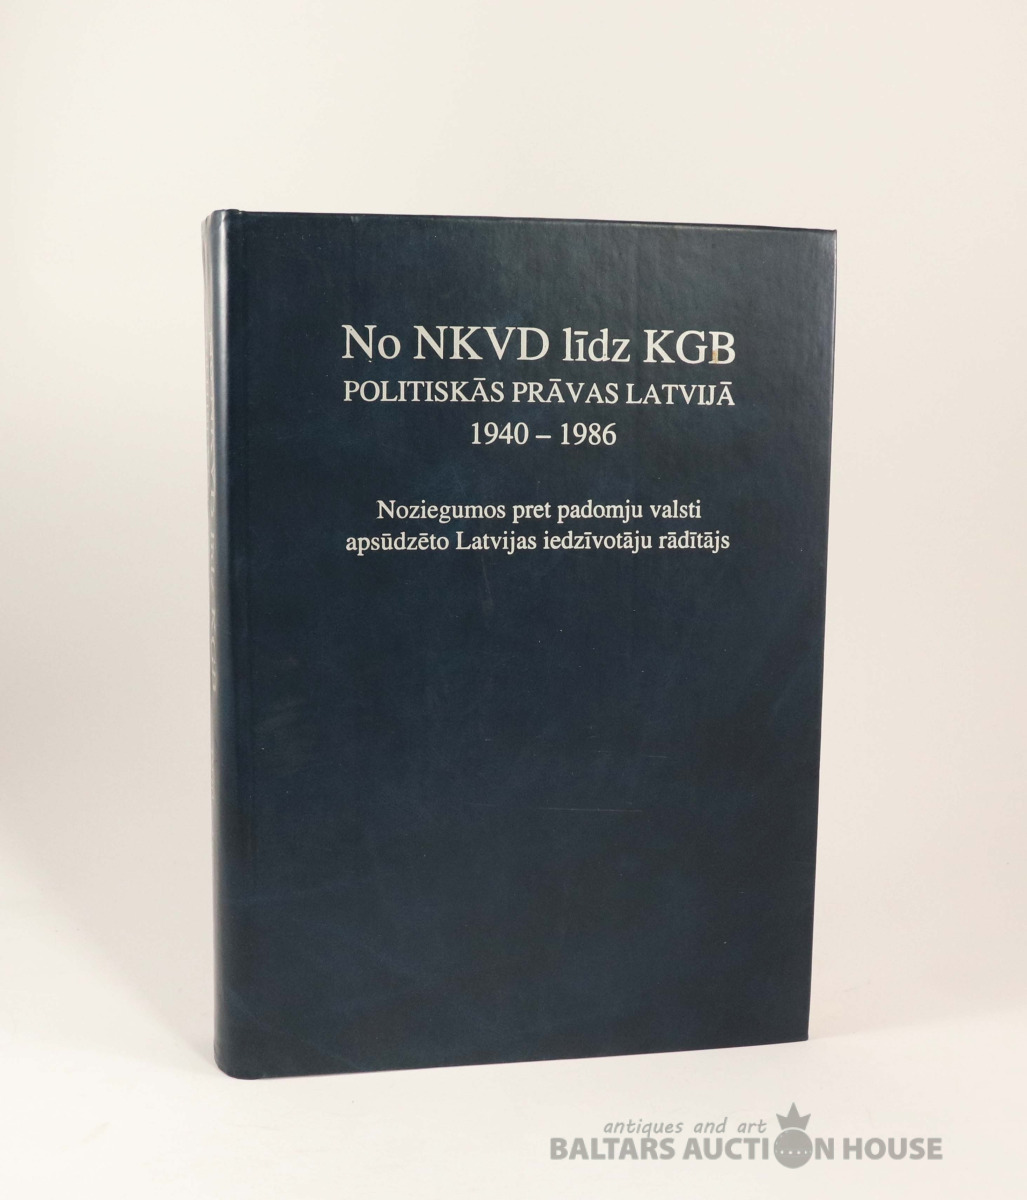 No NKVD līdz KGB
POLITISKĀS PRĀVAS LATVIJĀ
1940 – 1986
Noziegumos pret padomju valsti
apsūdzēto Latvijas iedzīvotāju rādītājs
antiques and art
BALTARS AUCTION HOUSE